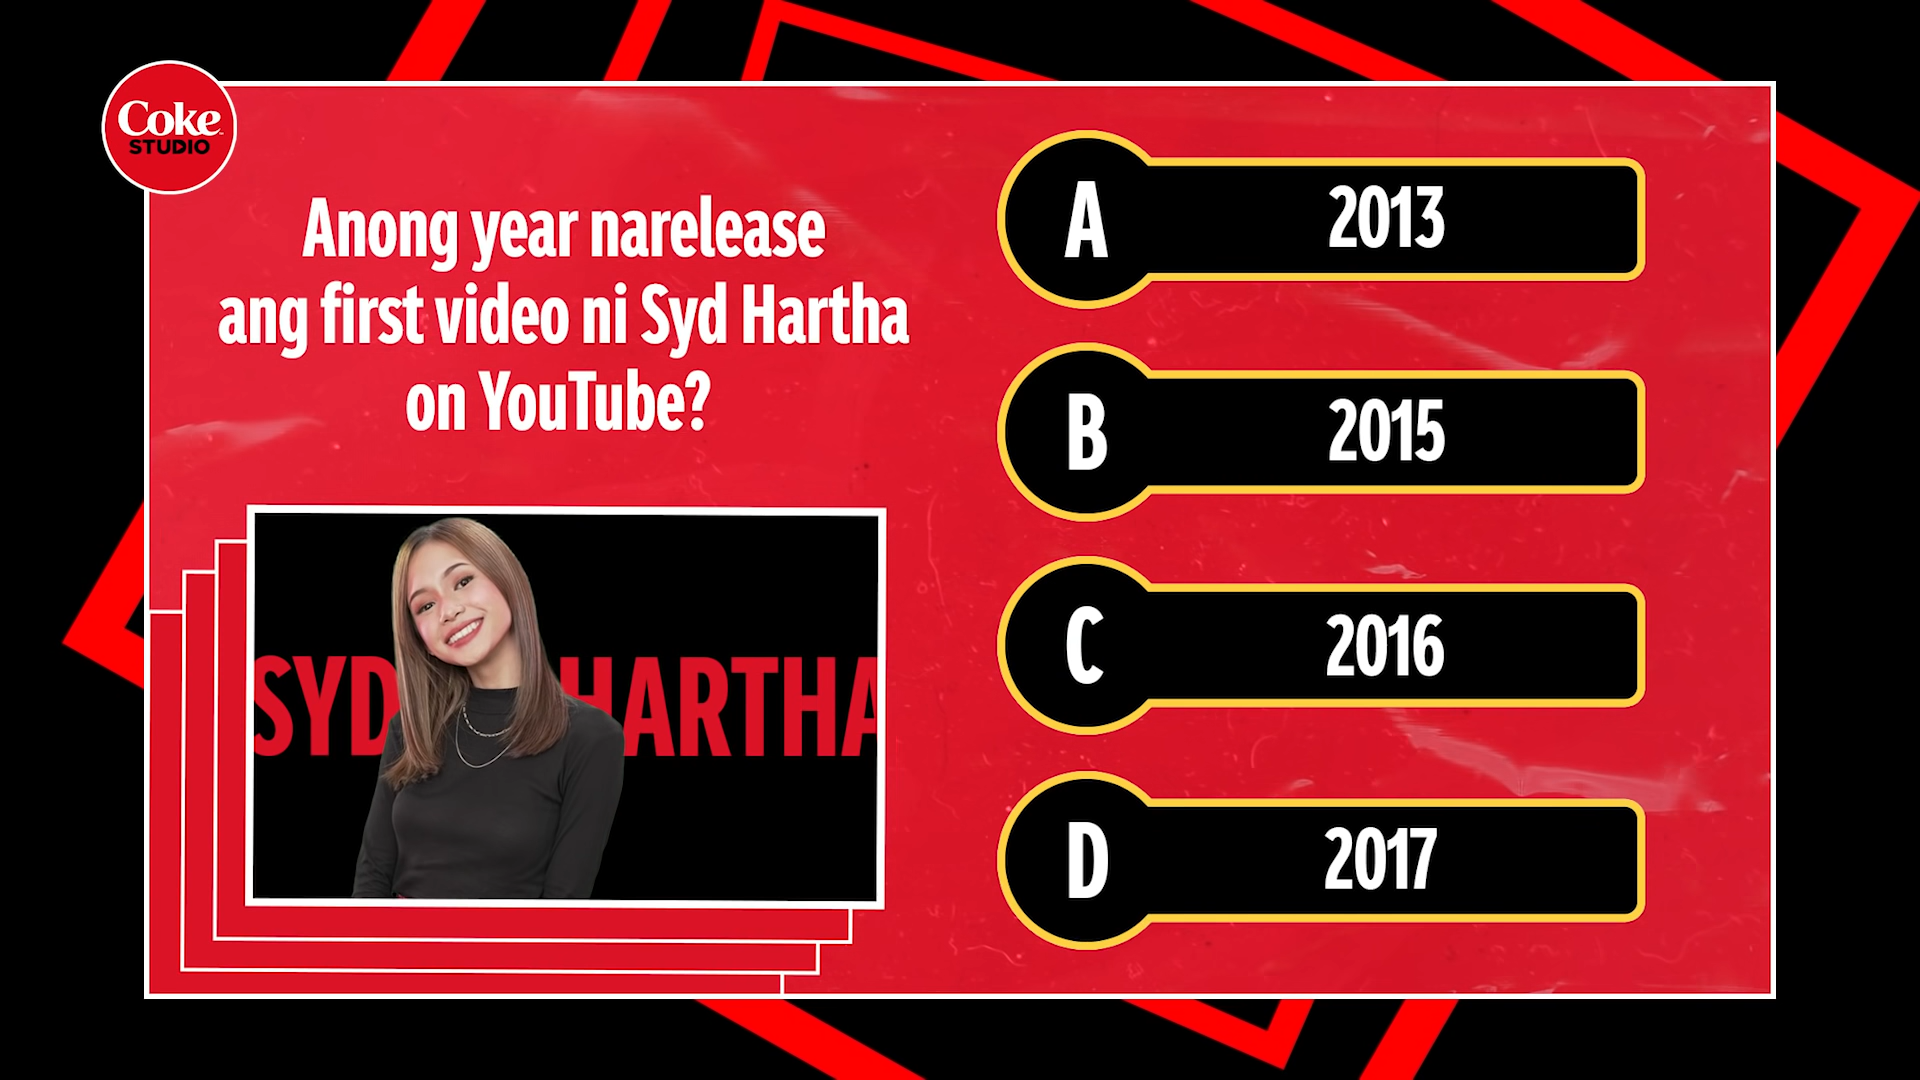 Coke
STUDIO
Anong year narelease
ang first video ni Syd Hartha
on YouTube?
SYD HARTHA
A 2013
B 2015
C 2016
D 2017